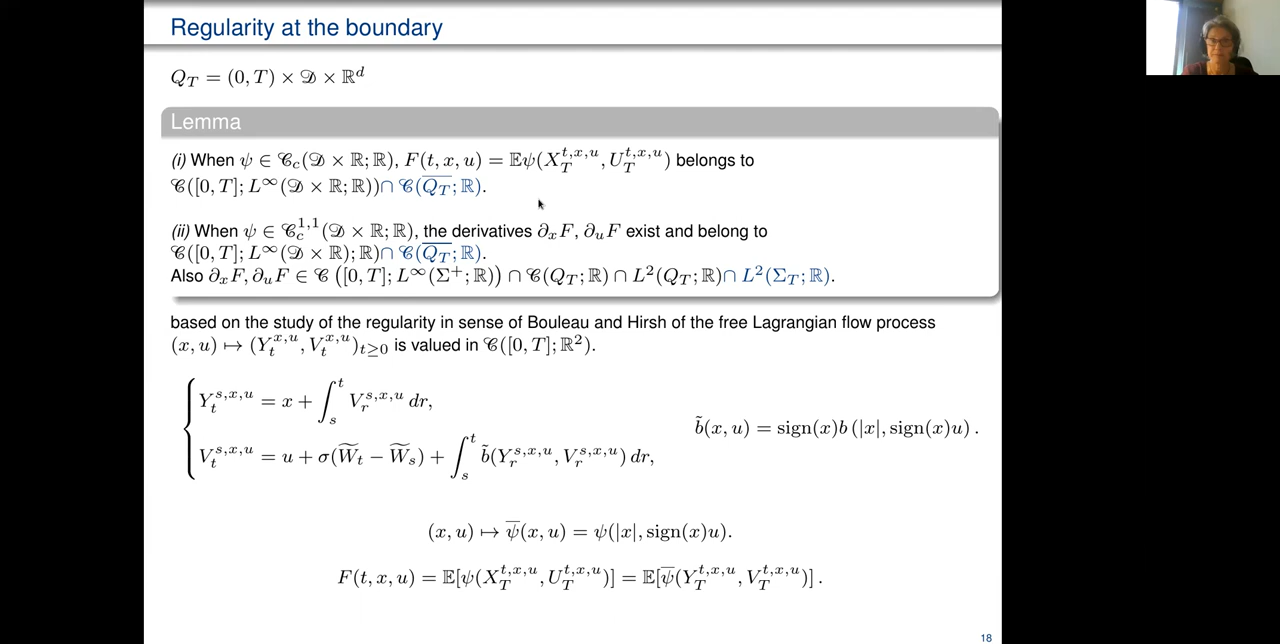 Regularity at the boundary
Q_T = (0, T) × 𝒟 × ℝ^d
Lemma
(i) When ψ ∈ 𝒞_c(𝒟 × ℝ; ℝ), F(t, x, u) = 𝔼ψ(X_T^{t,x,u}, U_T^{t,x,u}) belongs to
𝒞([0, T]; L^∞(𝒟 × ℝ; ℝ))∩ 𝒞(\overline{Q_T}; ℝ).
(ii) When ψ ∈ 𝒞_c^{1,1}(𝒟 × ℝ; ℝ), the derivatives ∂_xF, ∂_uF exist and belong to
𝒞([0, T]; L^∞(𝒟 × ℝ); ℝ)∩ 𝒞(\overline{Q_T}; ℝ).
Also ∂_xF, ∂_uF ∈ 𝒞 ([0, T]; L^∞(Σ^+; ℝ)) ∩ 𝒞(Q_T; ℝ) ∩ L^2(Q_T; ℝ)∩ L^2(Σ_T; ℝ).
based on the study of the regularity in sense of Bouleau and Hirsh of the free Lagrangian flow process
(x, u) ↦ (Y_t^{x,u}, V_t^{x,u})_{t≥0} is valued in 𝒞([0, T]; ℝ^2).
Y_t^{s,x,u} = x + ∫_s^t V_r^{s,x,u} dr,
V_t^{s,x,u} = u + σ(\widetilde{W}_t − \widetilde{W}_s) + ∫_s^t \tilde{b}(Y_r^{s,x,u}, V_r^{s,x,u}) dr,
\tilde{b}(x, u) = sign(x)b (|x|, sign(x)u) .
(x, u) ↦ \overline{ψ}(x, u) = ψ(|x|, sign(x)u).
F(t, x, u) = 𝔼[ψ(X_T^{t,x,u}, U_T^{t,x,u})] = 𝔼[\overline{ψ}(Y_T^{t,x,u}, V_T^{t,x,u})] .
18